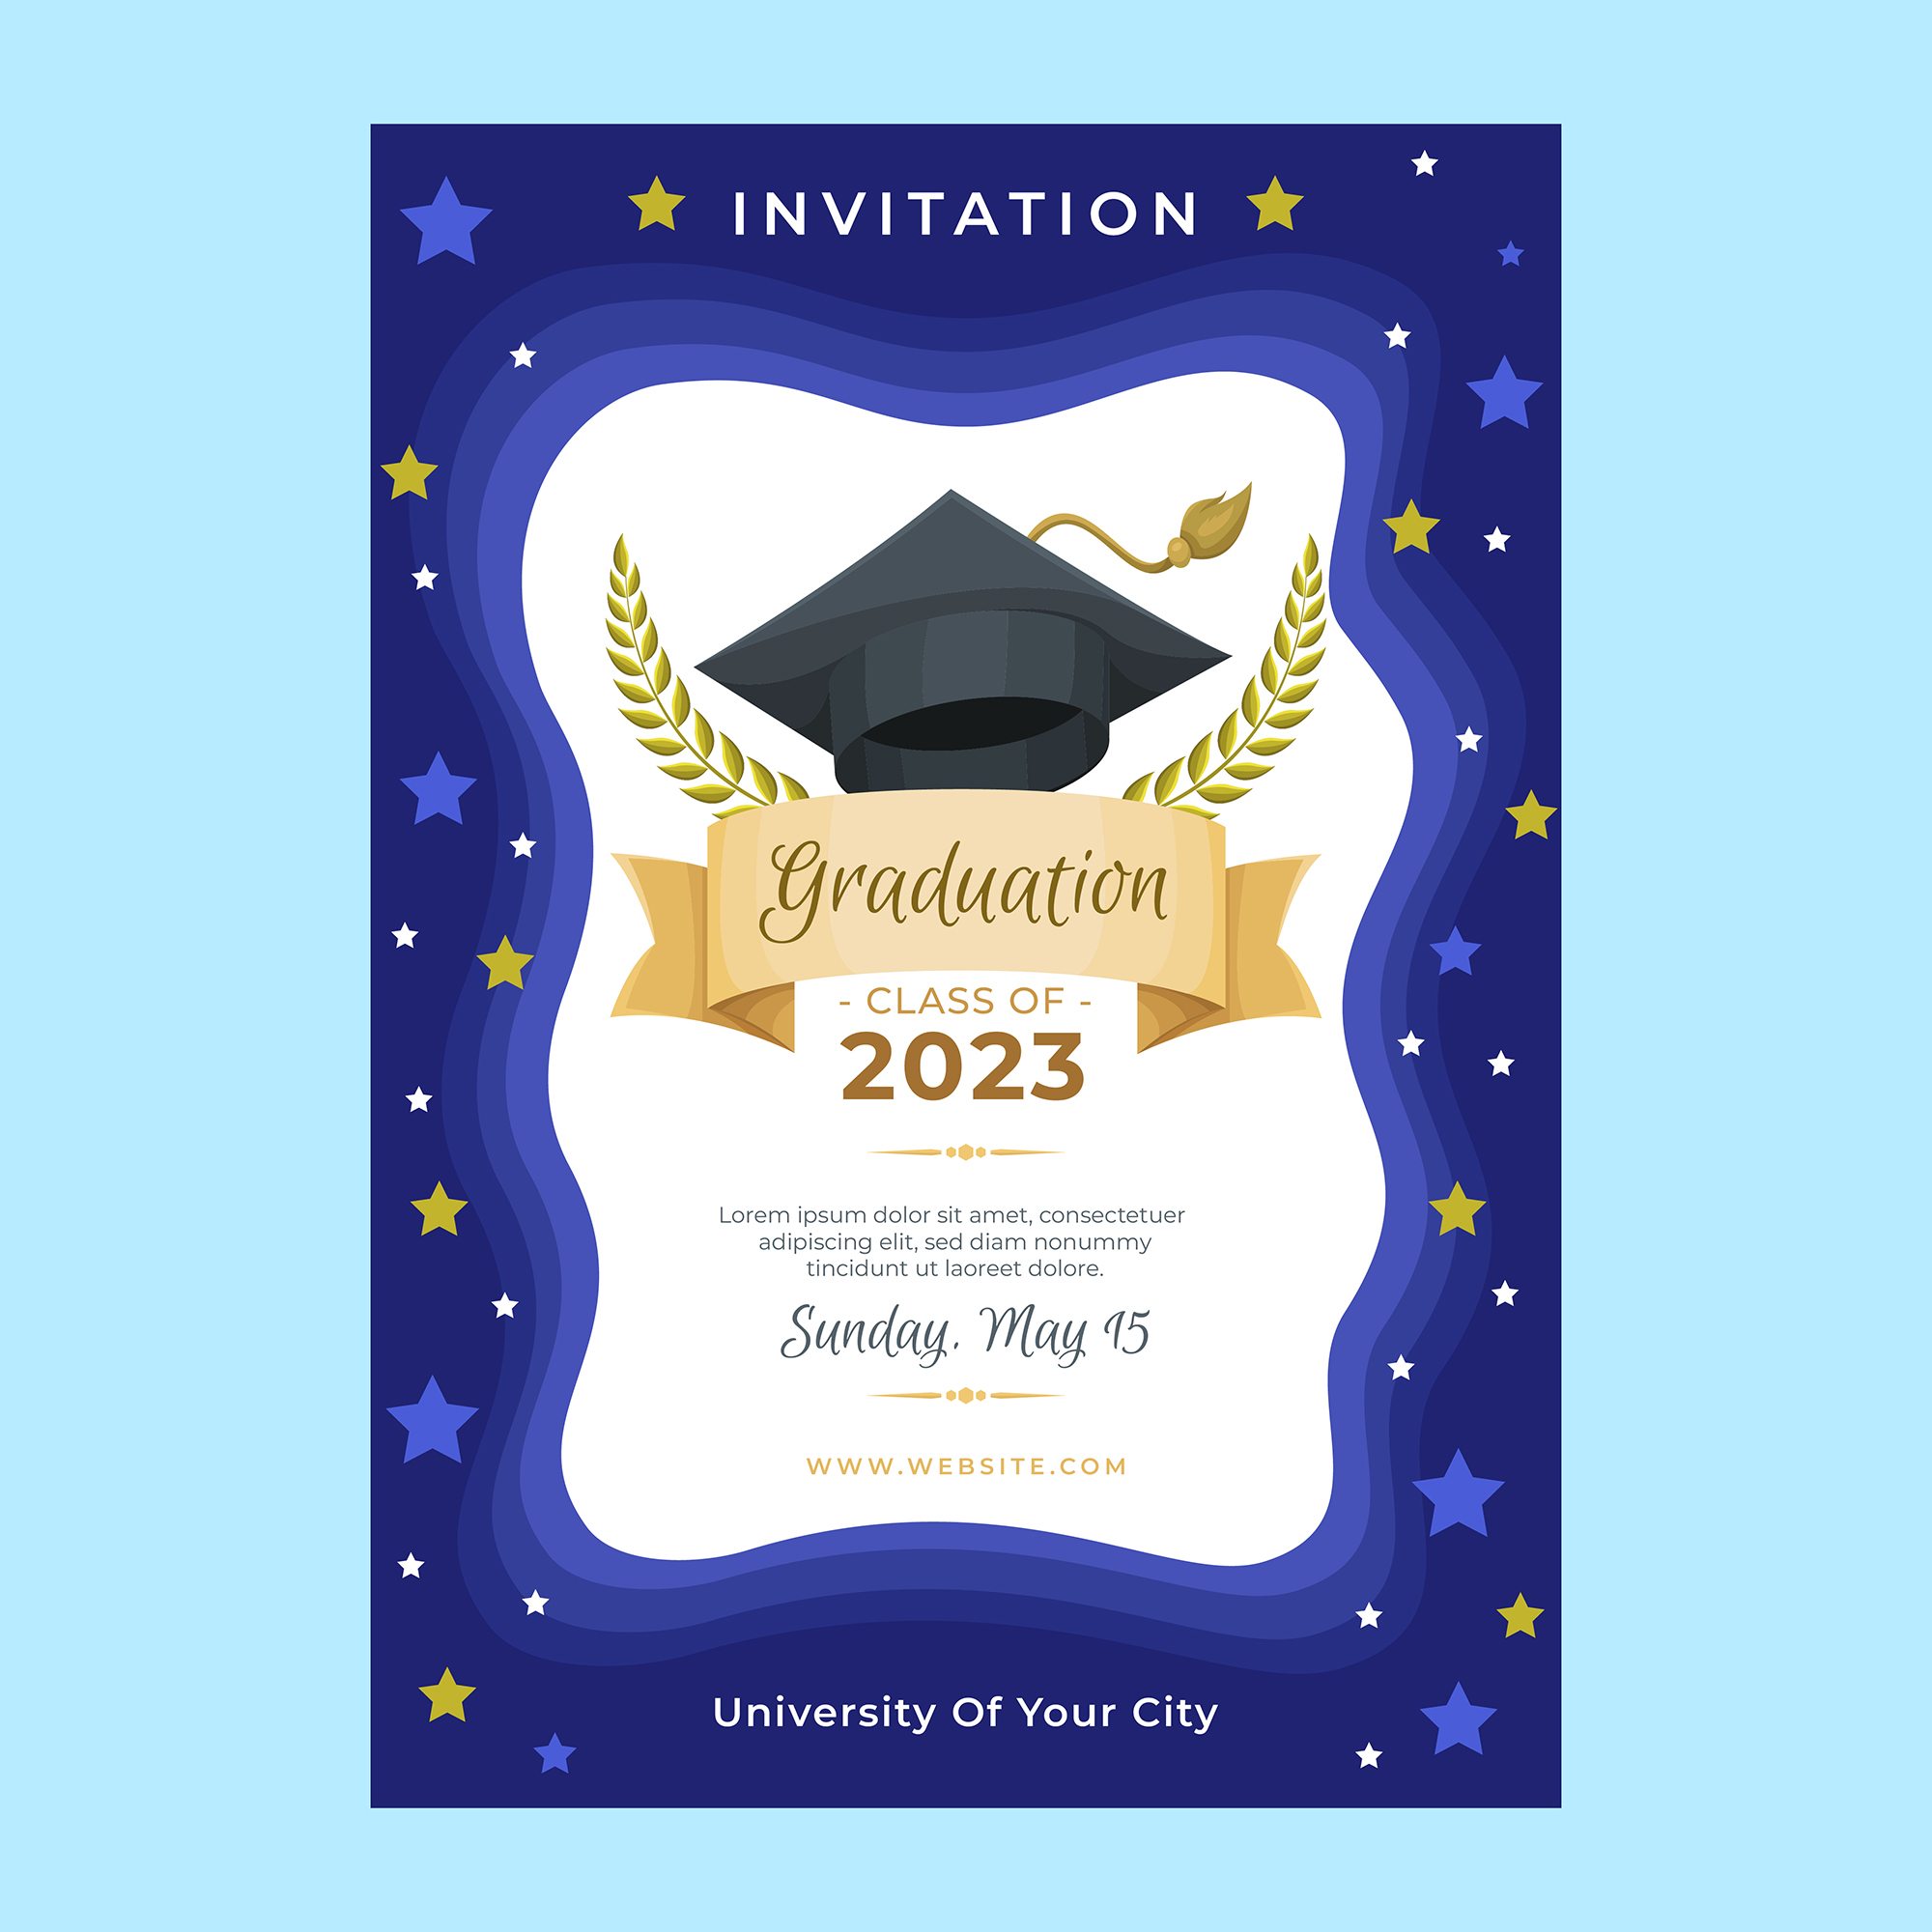 INVITATION
Graduation
- CLASS OF -
2023
Lorem ipsum dolor sit amet, consectetuer
adipiscing elit, sed diam nonummy
tincidunt ut laoreet dolore.
Sunday. May 15
WWW.WEBSITE.COM
University Of Your City